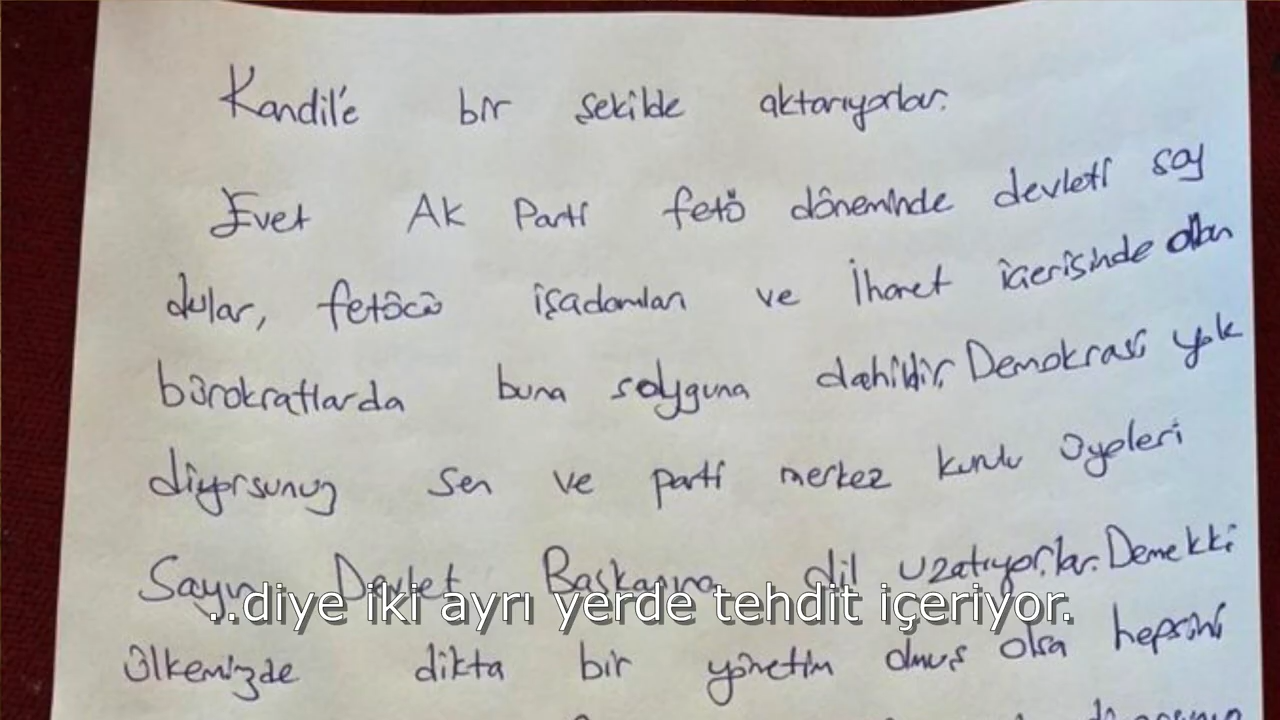 Kandil'e bir şekilde aktarıyorlar.
Evet AK Parti fetö döneminde devleti soy
dular, fetöcü işadamları ve İhanet içerisinde olan
bürokratlarda buna soyguna dahildir, Demokrasi yok
diyorsunuz sen ve parti merkez kurulu üyeleri
Sayın Devlet Başkanına dil uzatıyorlar. Demekki
..diye iki ayrı yerde tehdit içeriyor.
Ülkemizde dikta bir yönetim olmuş olsa hepsini